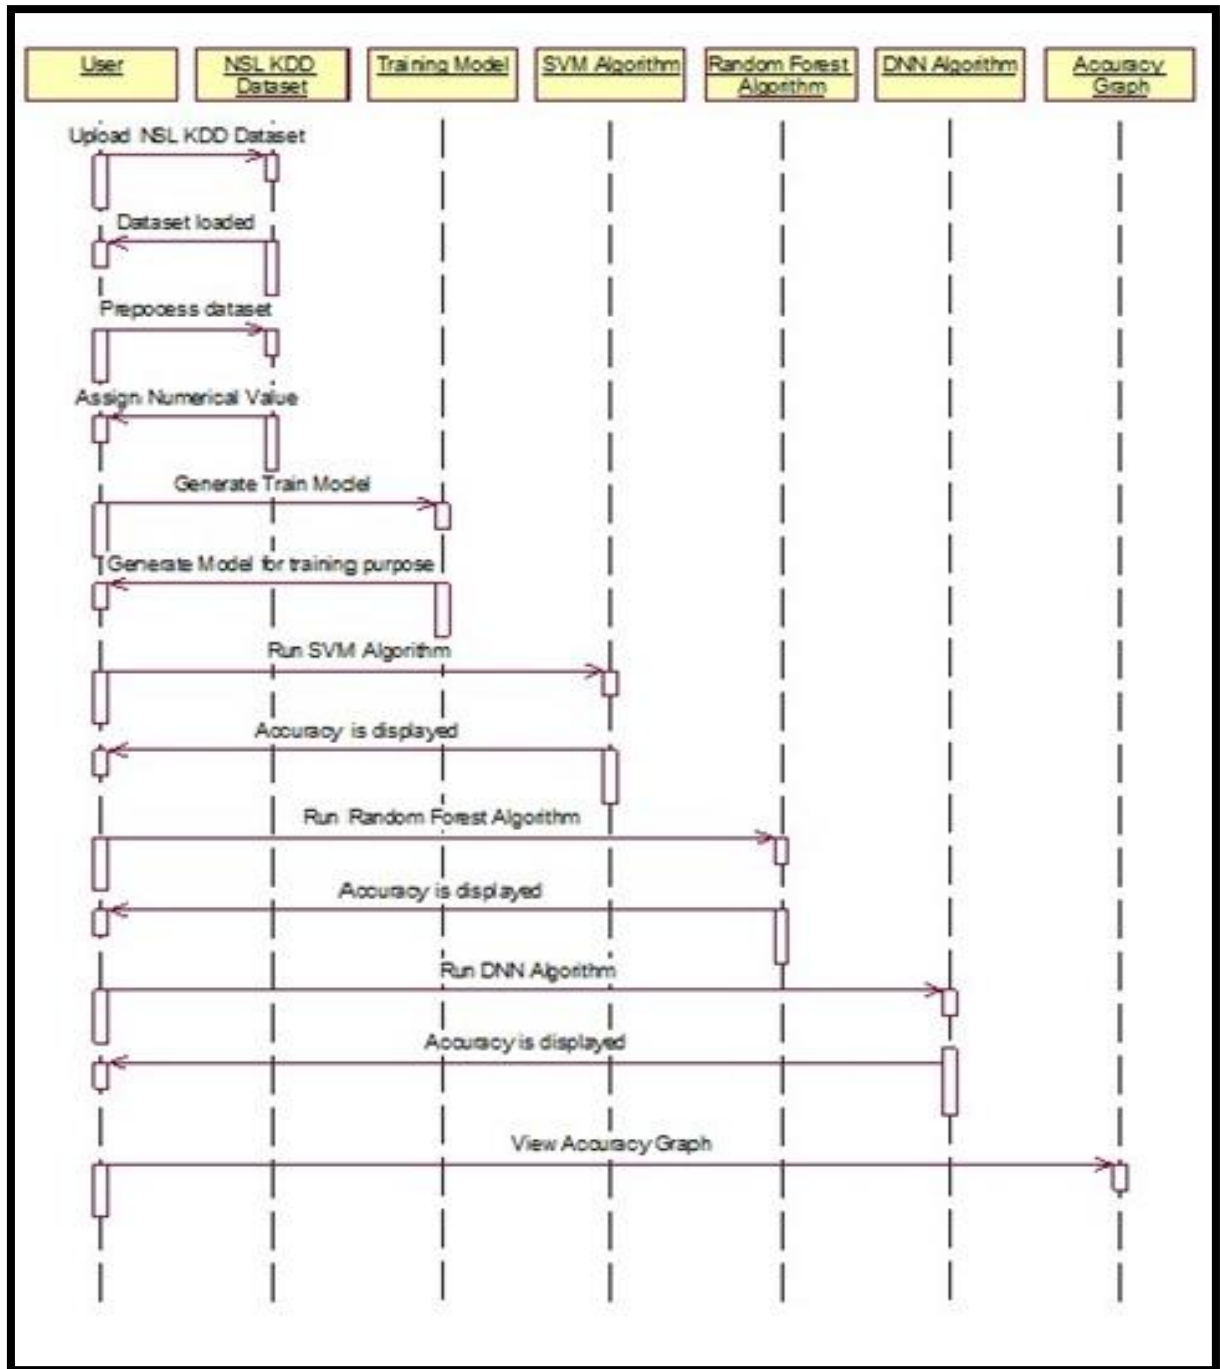 User
NSL KDD
Dataset
Training Model
SVM Algorithm
Random Forest
Algorithm
DNN Algorithm
Accuracy
Graph
Upload NSL KDD Dataset
Dataset loaded
Prepocess dataset
Assign Numerical Value
Generate Train Model
Generate Model for training purpose
Run SVM Algorithm
Accuracy is displayed
Run Random Forest Algorithm
Accuracy is displayed
Run DNN Algorithm
Accuracy is displayed
View Accuracy Graph